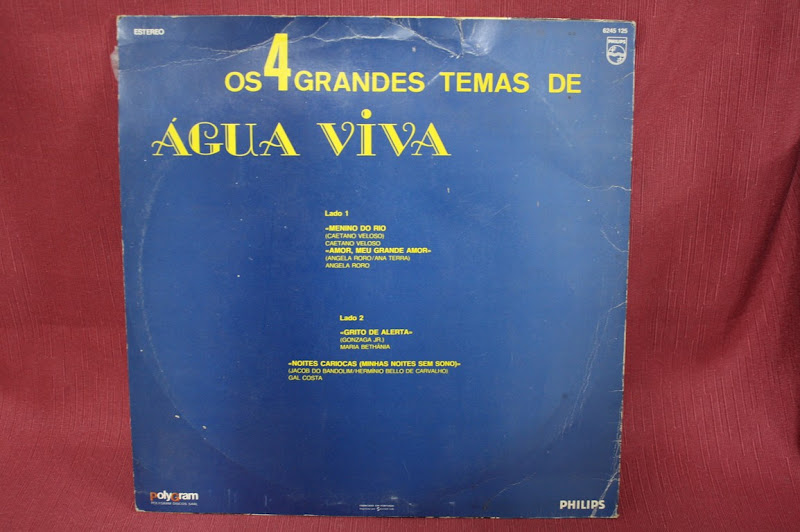 ESTEREO
6245 125
PHILIPS
OS 4 GRANDES TEMAS DE
ÁGUA VIVA
Lado 1
«MENINO DO RIO
(CAETANO VELOSO)
CAETANO VELOSO
«AMOR, MEU GRANDE AMOR»
(ANGELA RORO/ANA TERRA)
ANGELA RORO
Lado 2
«GRITO DE ALERTA»
(GONZAGA JR.)
MARIA BETHÂNIA
«NOITES CARIOCAS (MINHAS NOITES SEM SONO)»
(JACOB DO BANDOLIM/HERMÍNIO BELLO DE CARVALHO)
GAL COSTA
polyGram
PHILIPS